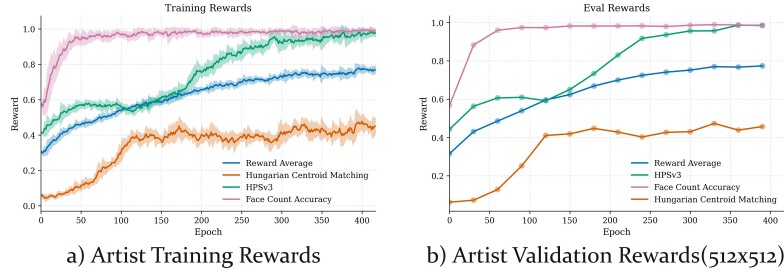 Training Rewards
1.0
0.8
0.6
0.4
0.2
0.0
Reward
0 50 100 150 200 250 300 350 400
Epoch
Reward Average
Hungarian Centroid Matching
HPSv3
Face Count Accuracy
a) Artist Training Rewards
Eval Rewards
1.0
0.8
0.6
0.4
0.2
Reward
0 50 100 150 200 250 300 350 400
Epoch
Reward Average
HPSv3
Face Count Accuracy
Hungarian Centroid Matching
b) Artist Validation Rewards(512x512)